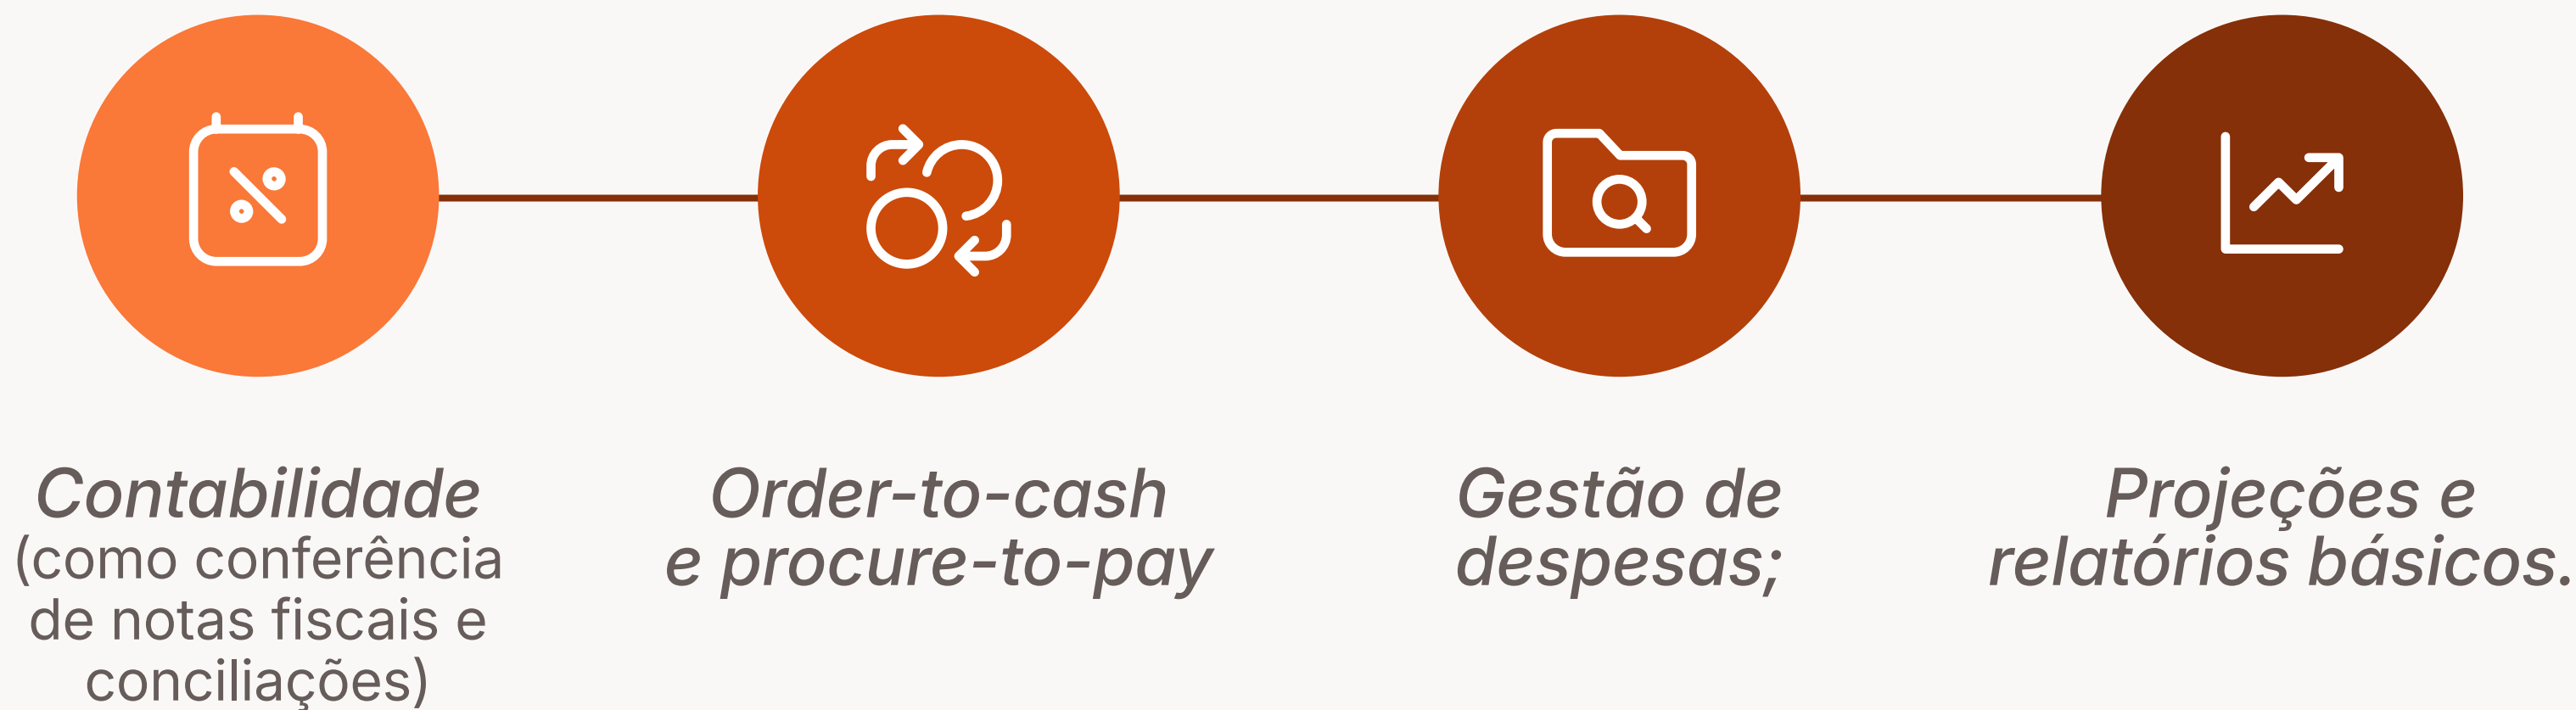 Contabilidade
(como conferência
de notas fiscais e
conciliações)
Order-to-cash
e procure-to-pay
Gestão de
despesas;
Projeções e
relatórios básicos.